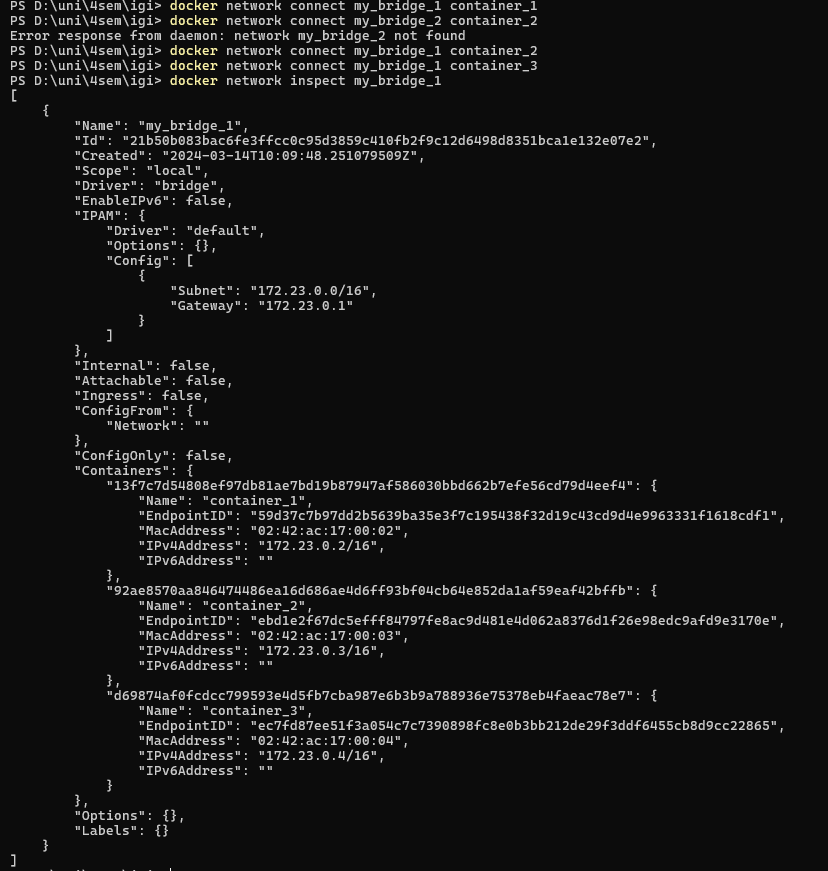 PS D:\uni\4sem\igi> docker network connect my_bridge_1 container_1
PS D:\uni\4sem\igi> docker network connect my_bridge_2 container_2
Error response from daemon: network my_bridge_2 not found
PS D:\uni\4sem\igi> docker network connect my_bridge_1 container_2
PS D:\uni\4sem\igi> docker network connect my_bridge_1 container_3
PS D:\uni\4sem\igi> docker network inspect my_bridge_1
[
    {
        "Name": "my_bridge_1",
        "Id": "21b50b083bac6fe3ffcc0c95d3859c410fb2f9c12d6498d8351bca1e132e07e2",
        "Created": "2024-03-14T10:09:48.251079509Z",
        "Scope": "local",
        "Driver": "bridge",
        "EnableIPv6": false,
        "IPAM": {
            "Driver": "default",
            "Options": {},
            "Config": [
                {
                    "Subnet": "172.23.0.0/16",
                    "Gateway": "172.23.0.1"
                }
            ]
        },
        "Internal": false,
        "Attachable": false,
        "Ingress": false,
        "ConfigFrom": {
            "Network": ""
        },
        "ConfigOnly": false,
        "Containers": {
            "13f7c7d54808ef97db81ae7bd19b87947af586030bbd662b7efe56cd79d4eef4": {
                "Name": "container_1",
                "EndpointID": "59d37c7b97dd2b5639ba35e3f7c195438f32d19c43cd9d4e9963331f1618cdf1",
                "MacAddress": "02:42:ac:17:00:02",
                "IPv4Address": "172.23.0.2/16",
                "IPv6Address": ""
            },
            "92ae8570aa846474486ea16d686ae4d6ff93bf04cb64e852da1af59eaf42bffb": {
                "Name": "container_2",
                "EndpointID": "ebd1e2f67dc5efff84797fe8ac9d481e4d062a8376d1f26e98edc9afd9e3170e",
                "MacAddress": "02:42:ac:17:00:03",
                "IPv4Address": "172.23.0.3/16",
                "IPv6Address": ""
            },
            "d69874af0fcdcc799593e4d5fb7cba987e6b3b9a788936e75378eb4faeac78e7": {
                "Name": "container_3",
                "EndpointID": "ec7fd87ee51f3a054c7c7390898fc8e0b3bb212de29f3ddf6455cb8d9cc22865",
                "MacAddress": "02:42:ac:17:00:04",
                "IPv4Address": "172.23.0.4/16",
                "IPv6Address": ""
            }
        },
        "Options": {},
        "Labels": {}
    }
]